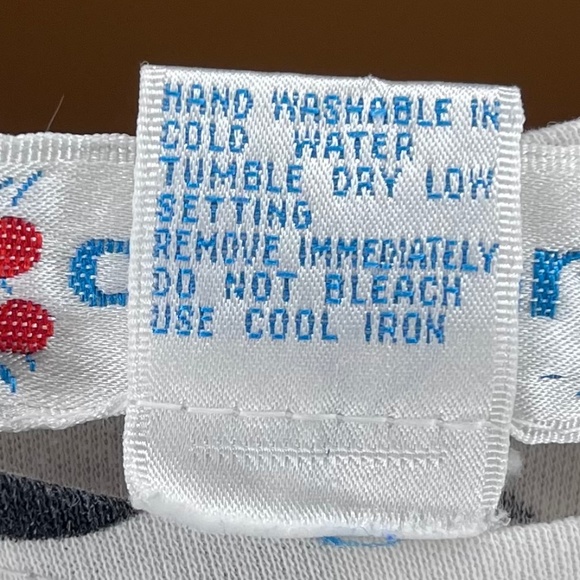 HAND WASHABLE IN
COLD WATER
TUMBLE DRY LOW
SETTING
REMOVE IMMEDIATELY
DO NOT BLEACH
USE COOL IRON